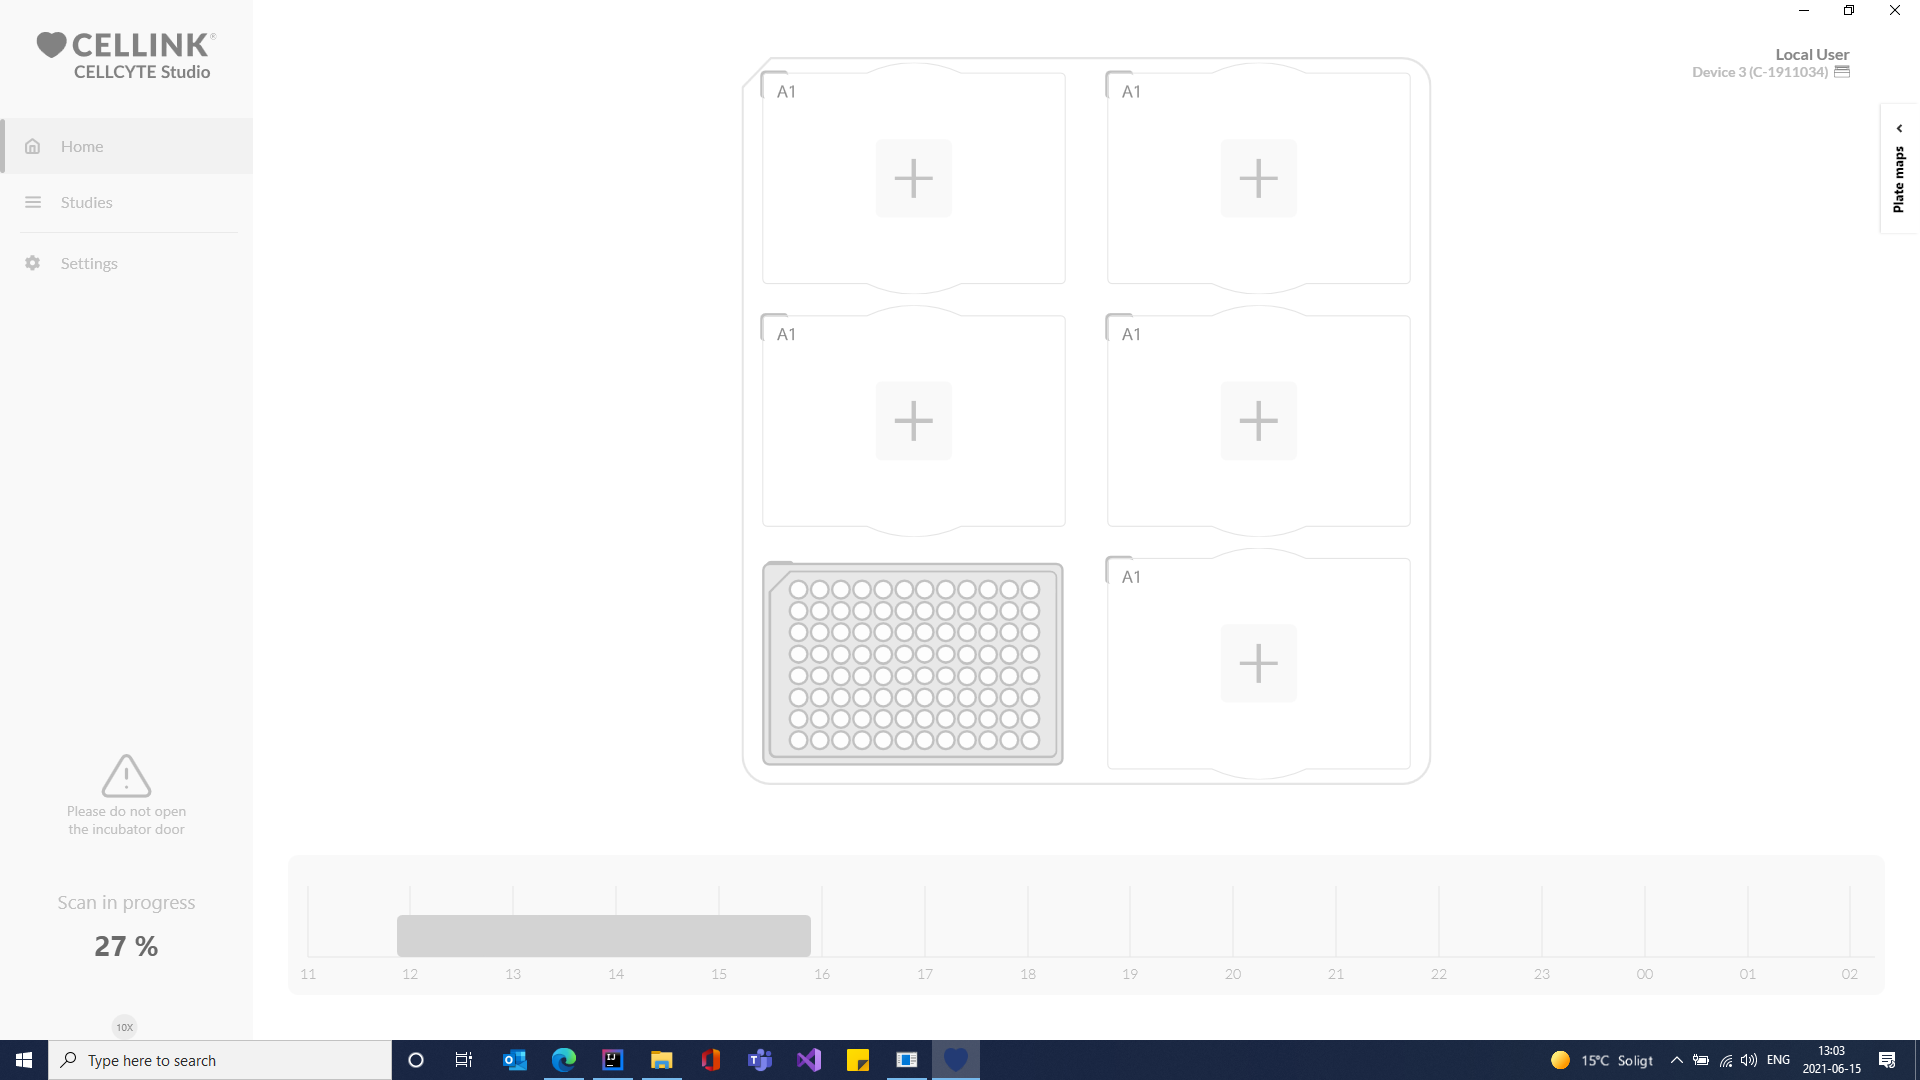 CELLINK®
CELLCYTE Studio
Home
Studies
Settings
Please do not open
the incubator door
Scan in progress
27 %
10X
Local User
Device 3 (C-1911034)
Plate maps
A1
A1
A1
A1
A1
11 12 13 14 15 16 17 18 19 20 21 22 23 00 01 02
Type here to search
15°C Soligt
ENG
13:03
2021-06-15